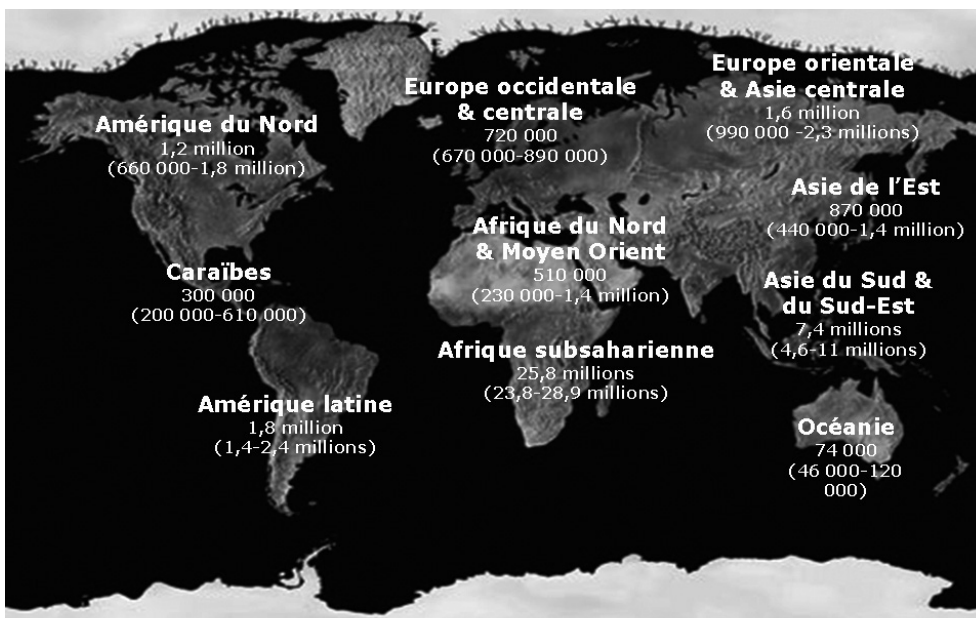 Amérique du Nord
1,2 million
(660 000-1,8 million)
Europe occidentale
& centrale
720 000
(670 000-890 000)
Europe orientale
& Asie centrale
1,6 million
(990 000 -2,3 millions)
Asie de l'Est
870 000
(440 000-1,4 million)
Afrique du Nord
& Moyen Orient
510 000
(230 000-1,4 million)
Caraïbes
300 000
(200 000-610 000)
Asie du Sud &
du Sud-Est
7,4 millions
(4,6-11 millions)
Afrique subsaharienne
25,8 millions
(23,8-28,9 millions)
Amérique latine
1,8 million
(1,4-2,4 millions)
Océanie
74 000
(46 000-120
000)